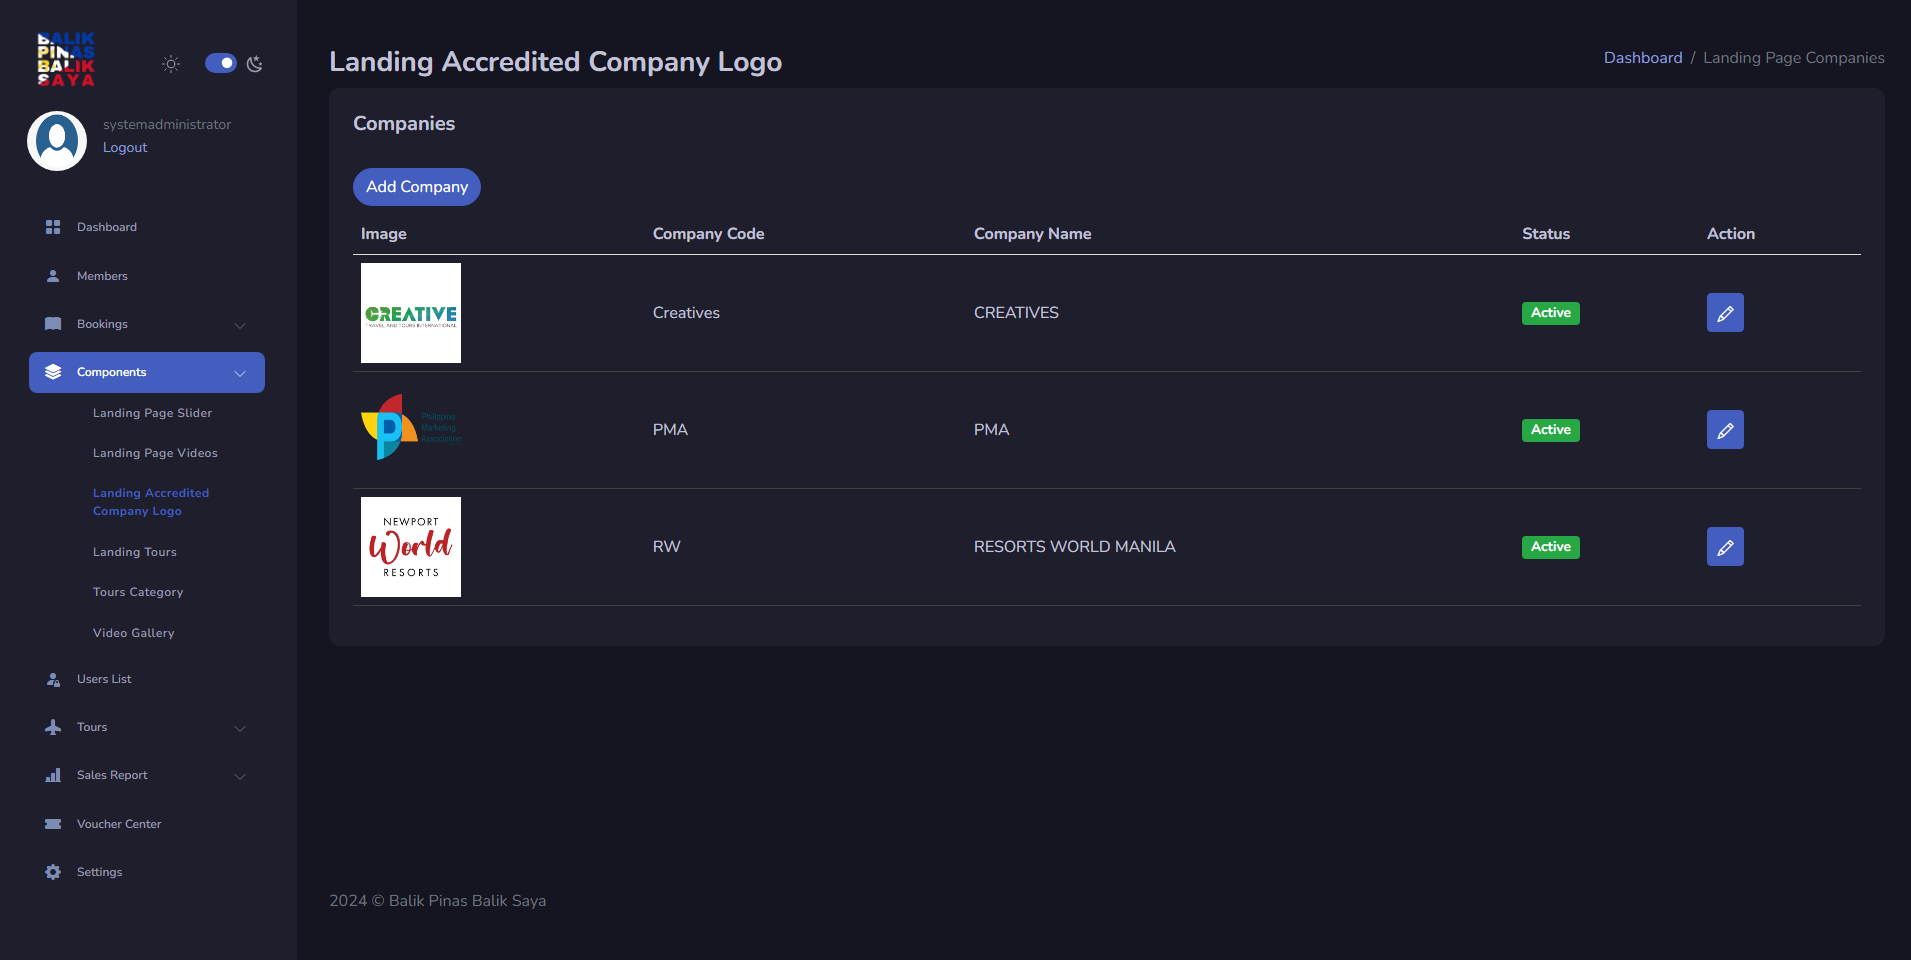 BALIK
PINAS
BALIK
SAYA
systemadministrator
Logout
Dashboard
Members
Bookings
Components
Landing Page Slider
Landing Page Videos
Landing Accredited
Company Logo
Landing Tours
Tours Category
Video Gallery
Users List
Tours
Sales Report
Voucher Center
Settings
Landing Accredited Company Logo
Dashboard / Landing Page Companies
Companies
Add Company
Image Company Code Company Name Status Action
CREATIVE
TRAVEL AND TOURS INTERNATIONAL
Creatives CREATIVES Active
Philippine
Marketing
Association
PMA PMA Active
NEWPORT
World
RESORTS
RW RESORTS WORLD MANILA Active
2024 © Balik Pinas Balik Saya